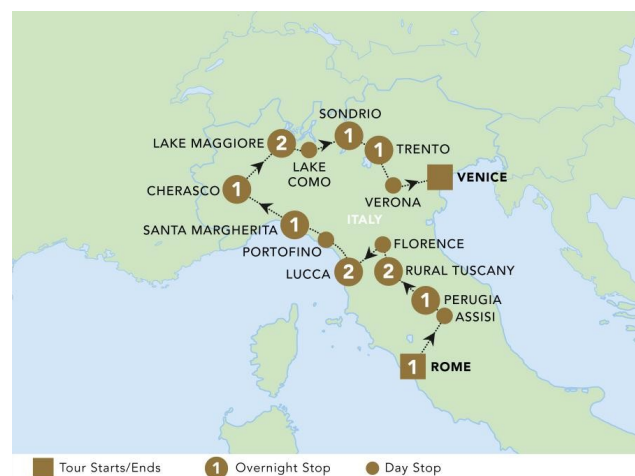 SONDRIO
1
LAKE MAGGIORE
2
1
TRENTO
LAKE
COMO
VENICE
CHERASCO
1
VERONA
ITALY
SANTA MARGHERITA
1
PORTOFINO
FLORENCE
LUCCA
2
2
RURAL TUSCANY
1
PERUGIA
ASSISI
1
ROME
Tour Starts/Ends
1
Overnight Stop
Day Stop